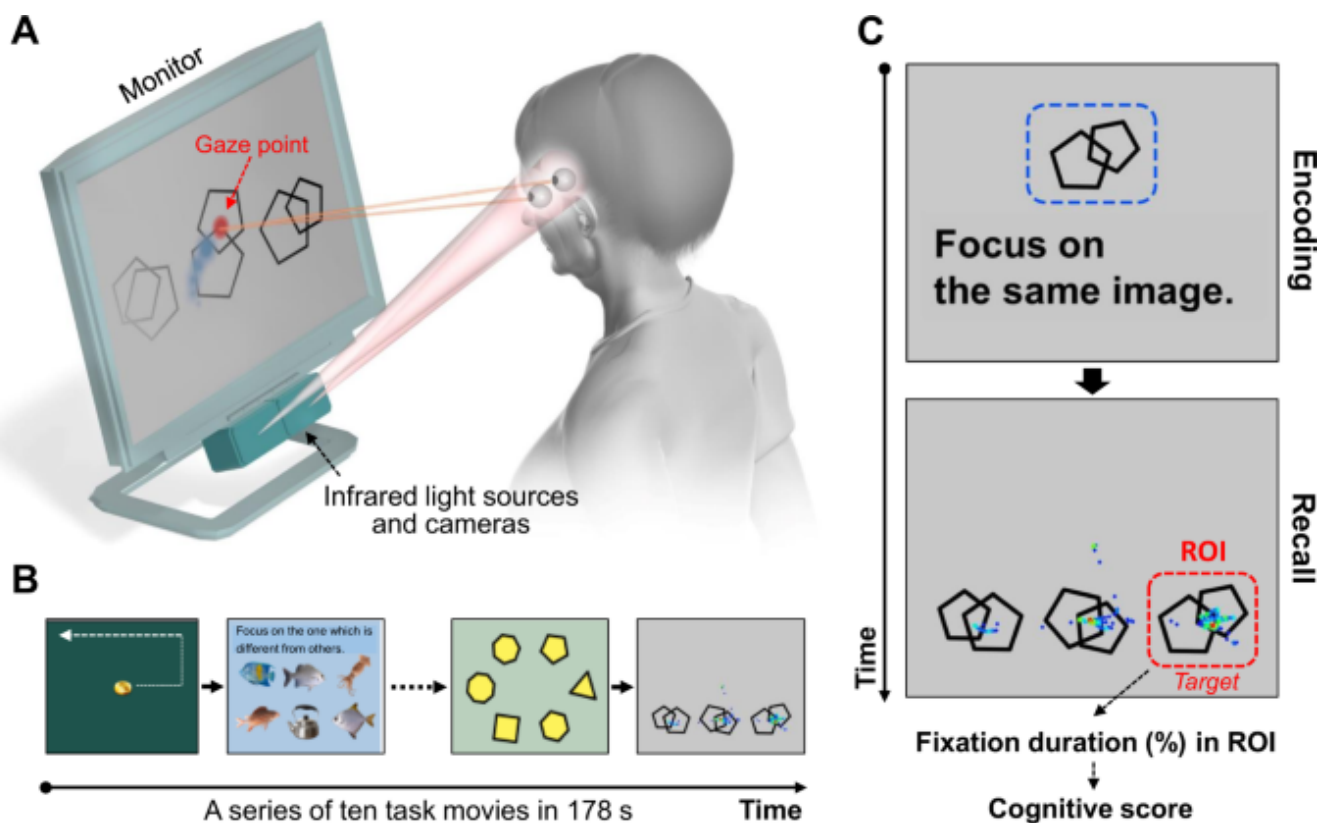 A
Monitor
Gaze point
Infrared light sources
and cameras
B
Focus on the one which is
different from others.
A series of ten task movies in 178 s
Time
C
Encoding
Focus on
the same image.
Recall
ROI
Target
Time
Fixation duration (%) in ROI
Cognitive score